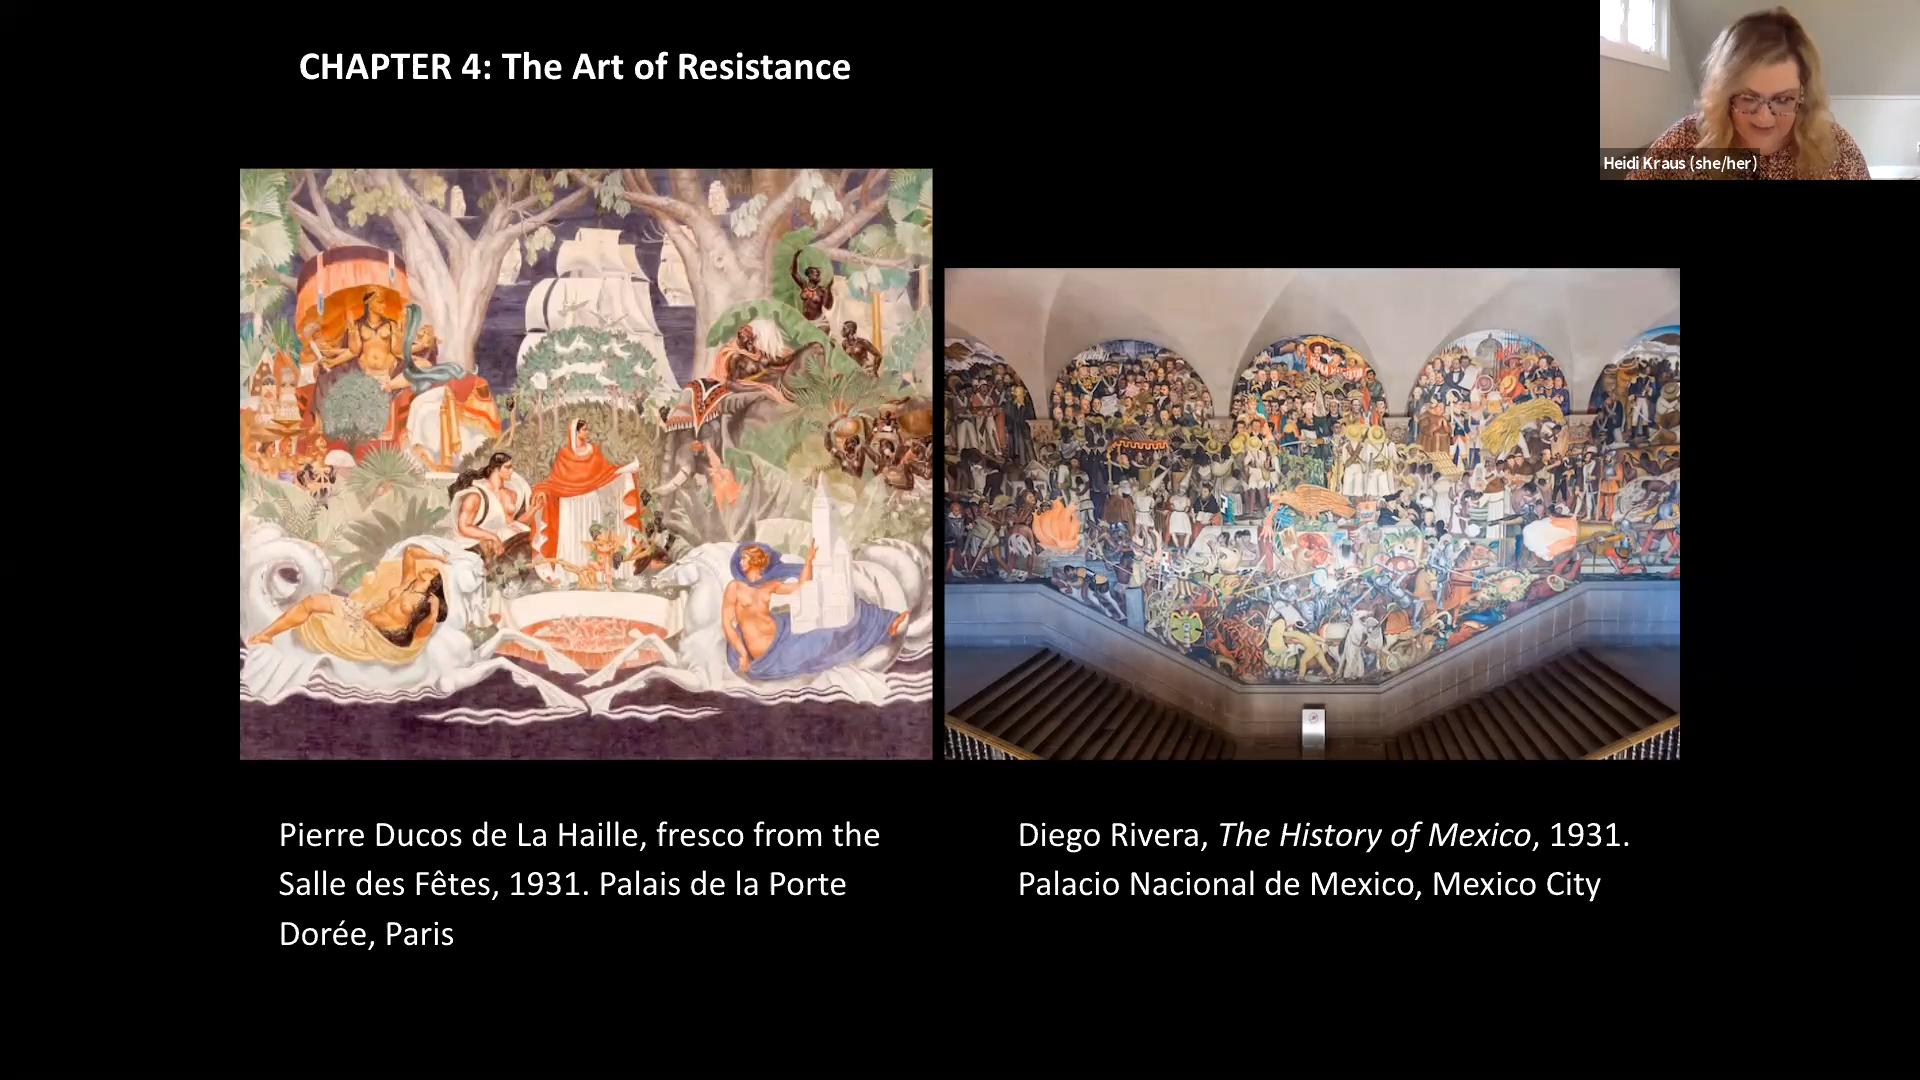 CHAPTER 4: The Art of Resistance
Heidi Kraus (she/her)
Pierre Ducos de La Haille, fresco from the
Salle des Fêtes, 1931. Palais de la Porte
Dorée, Paris
Diego Rivera, The History of Mexico, 1931.
Palacio Nacional de Mexico, Mexico City